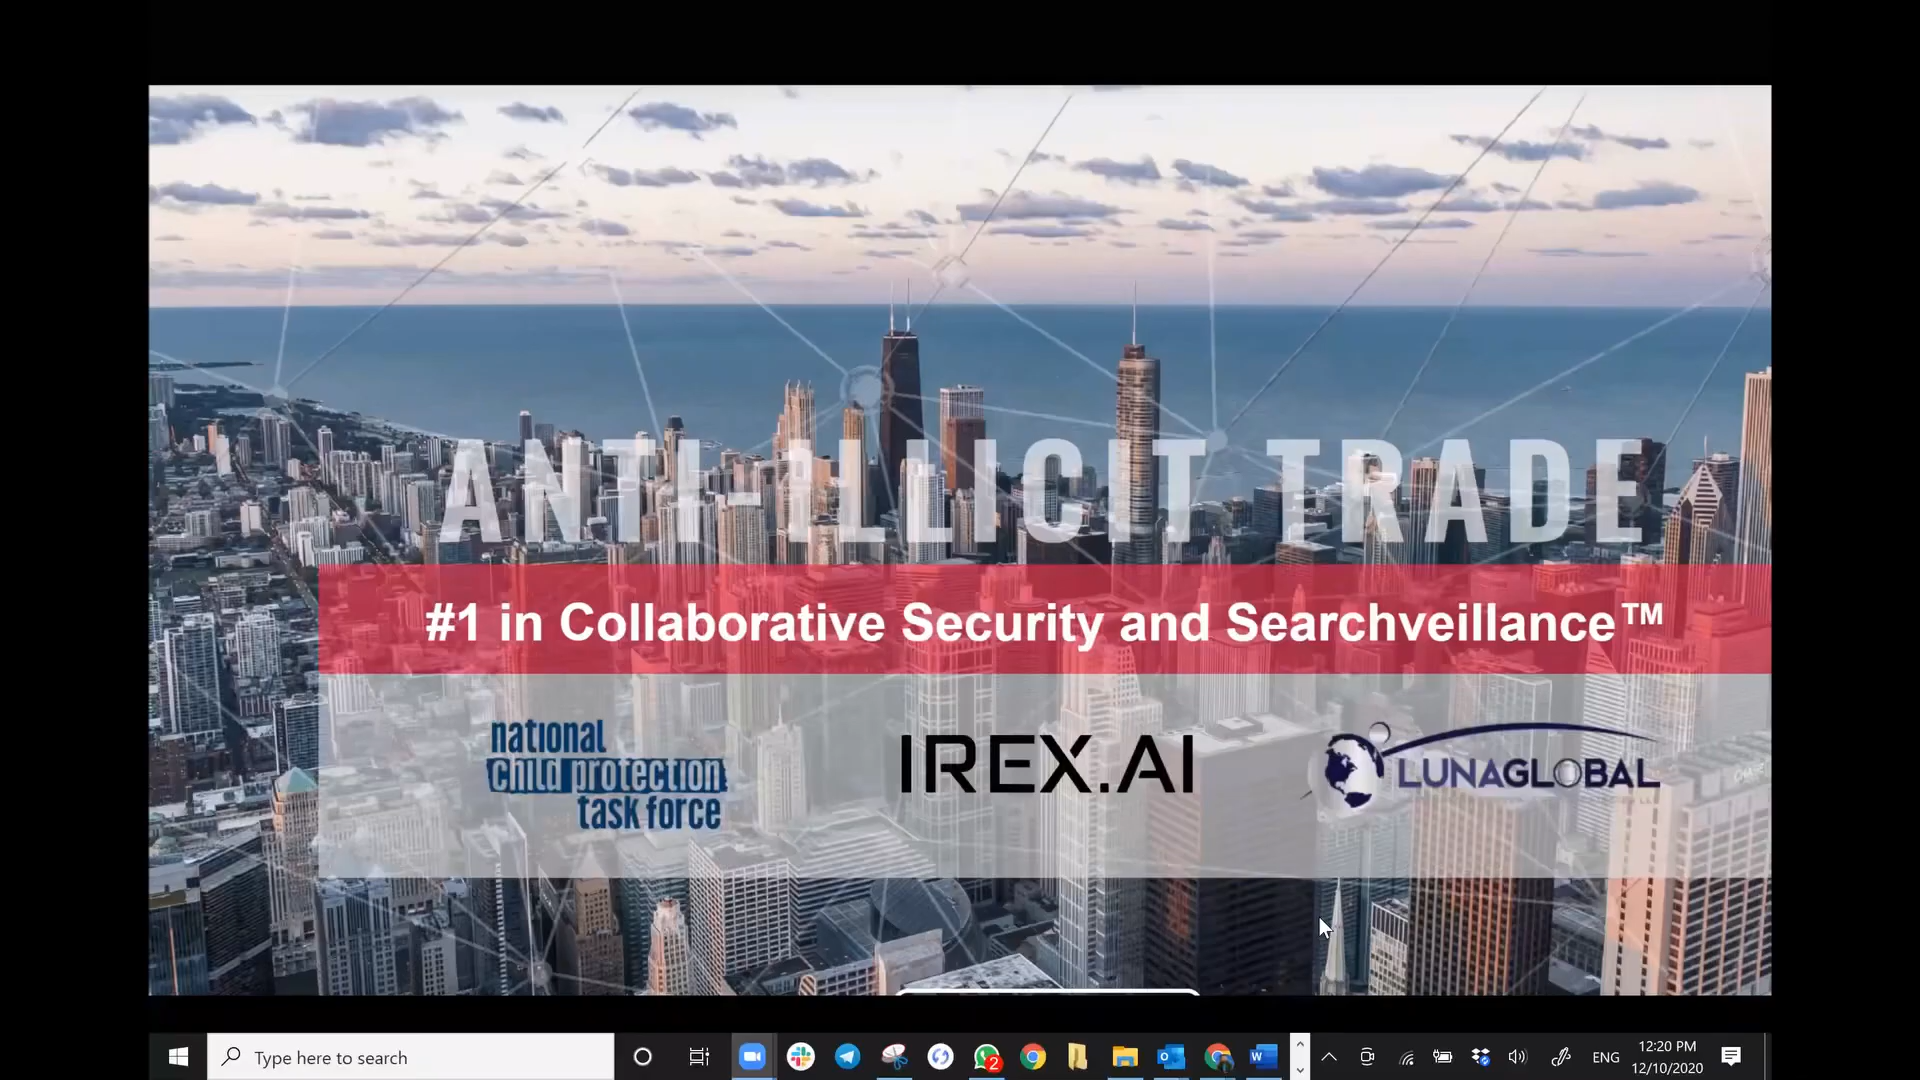 ANTI-ILLICIT TRADE
#1 in Collaborative Security and Searchveillance™
national
child protection
task force
IREX.AI
LUNAGLOBAL
Type here to search
2
W
ENG
12:20 PM
12/10/2020